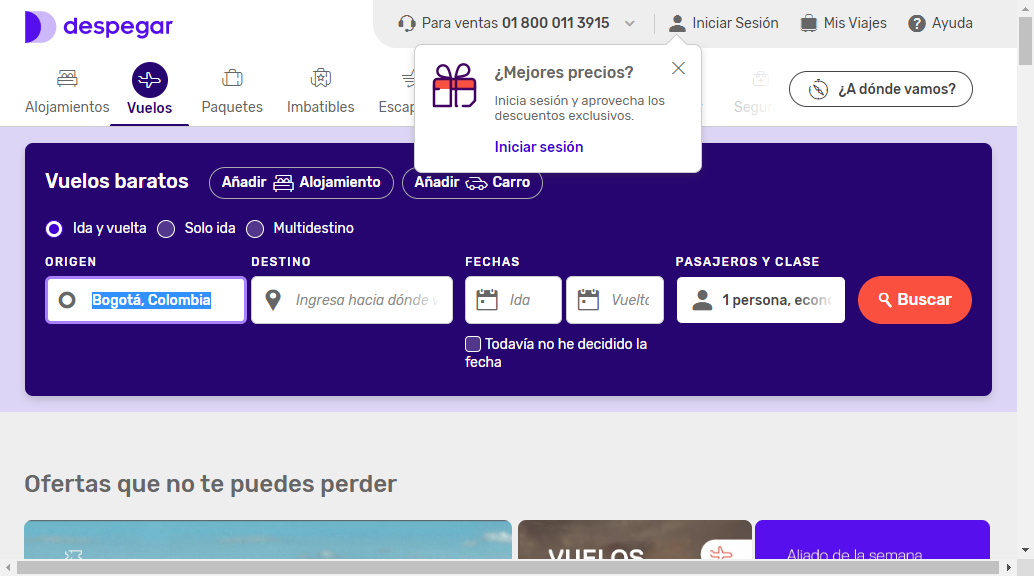 despegar
Para ventas 01 800 011 3915
Iniciar Sesión
Mis Viajes
Ayuda
Alojamientos
Vuelos
Paquetes
Imbatibles
Escap
Segur
¿A dónde vamos?
¿Mejores precios?
Inicia sesión y aprovecha los
descuentos exclusivos.
Iniciar sesión
Vuelos baratos
Añadir Alojamiento
Añadir Carro
Ida y vuelta
Solo ida
Multidestino
ORIGEN
DESTINO
FECHAS
PASAJEROS Y CLASE
Bogotá, Colombia
Ingresa hacia dónde v
Ida
Vuelta
1 persona, econ
Buscar
Todavía no he decidido la
fecha
Ofertas que no te puedes perder
VUELOS
Aliado de la semana